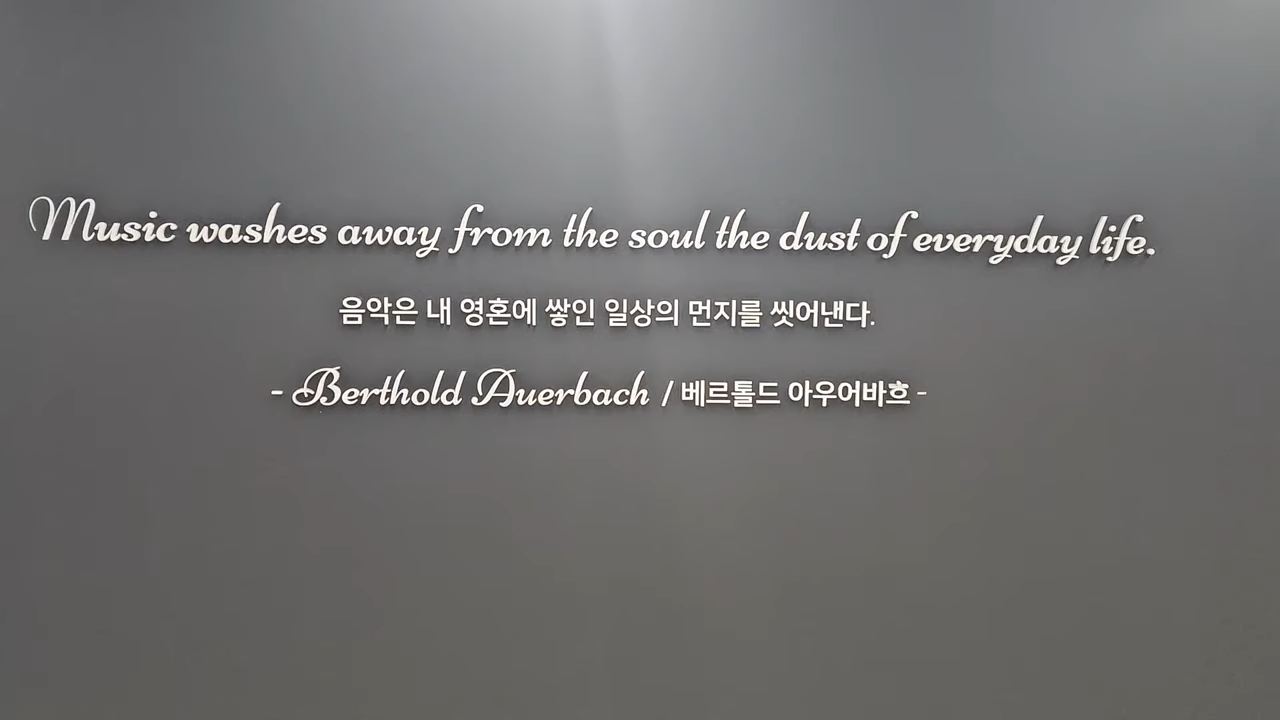 Music washes away from the soul the dust of everyday life.
음악은 내 영혼에 쌓인 일상의 먼지를 씻어낸다.
- Berthold Auerbach / 베르톨드 아우어바흐 -